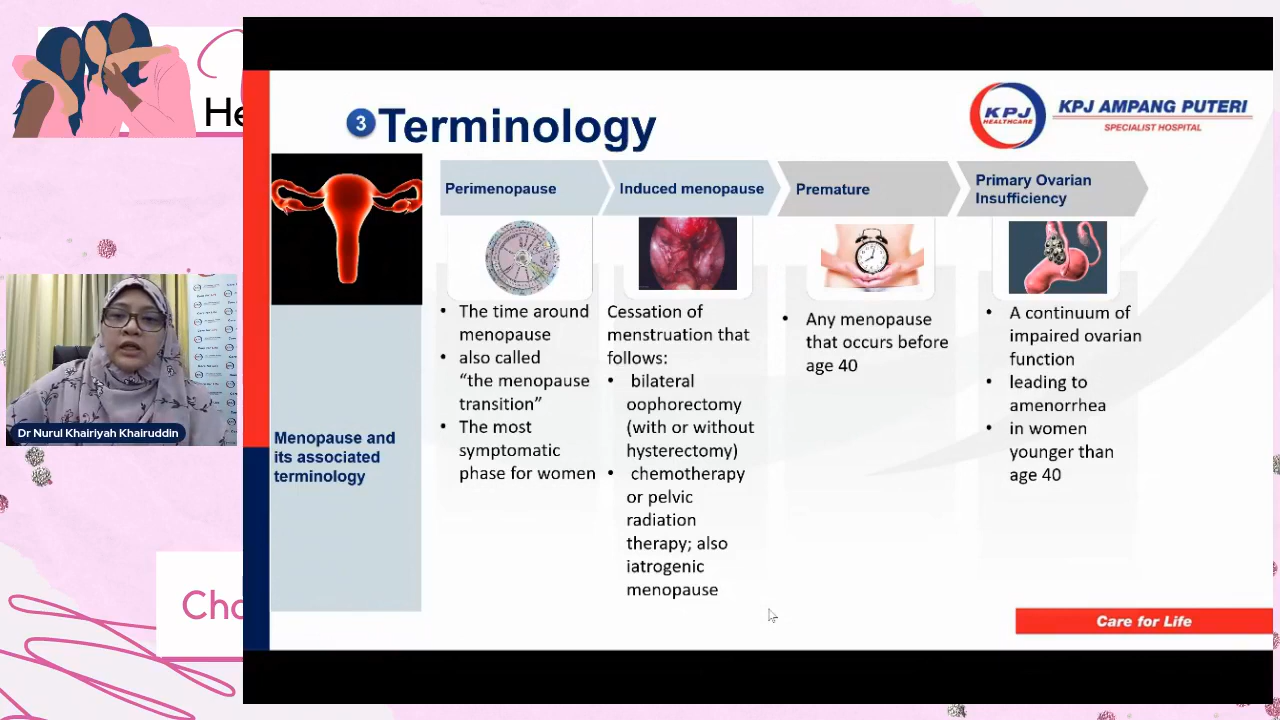 He
3 Terminology
KPJ
HEALTHCARE
KPJ AMPANG PUTERI
SPECIALIST HOSPITAL
Perimenopause
Induced menopause
Premature
Primary Ovarian
Insufficiency
• The time around
menopause
• also called
“the menopause
transition”
• The most
symptomatic
phase for women
Cessation of
menstruation that
follows:
• bilateral
oophorectomy
(with or without
hysterectomy)
• chemotherapy
or pelvic
radiation
therapy; also
iatrogenic
menopause
• Any menopause
that occurs before
age 40
• A continum of
impaired ovarian
function
• leading to
amenorrhea
• in women
younger than
age 40
Menopause and
its associated
terminology
Dr Nurul Khairiyah Khairuddin
Cha
Care for Life